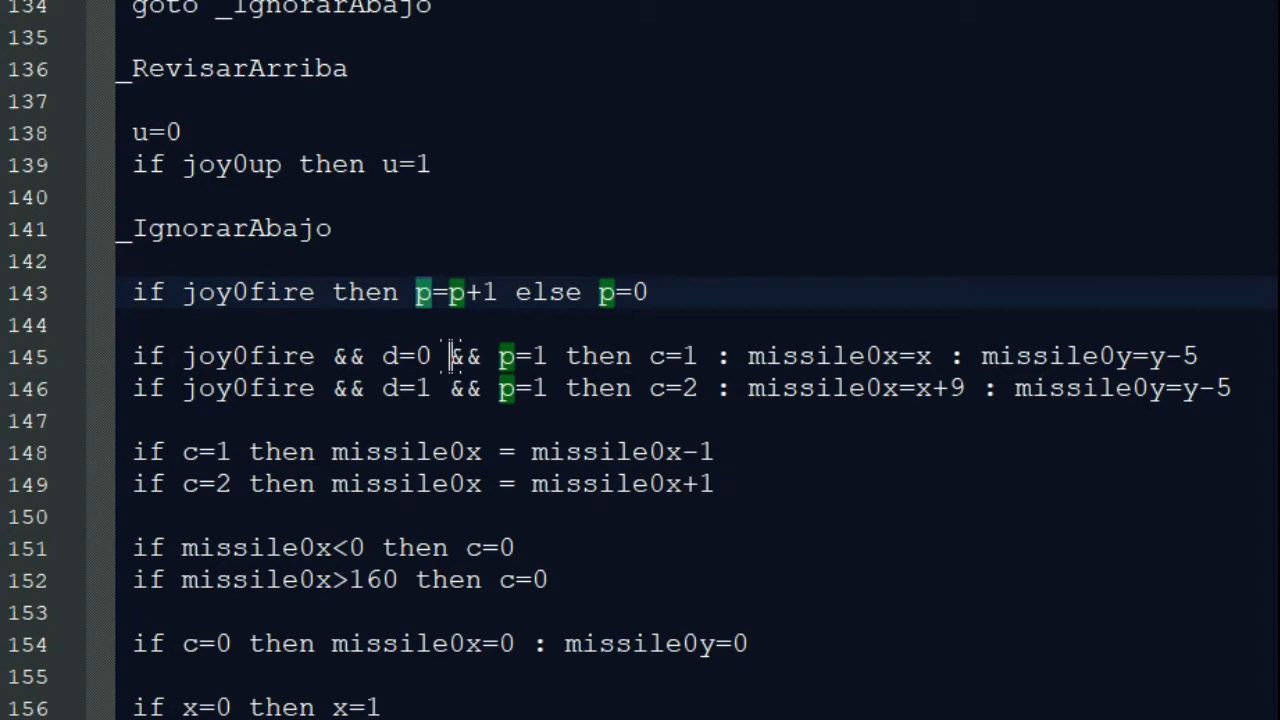 134 goto _IgnorarAbajo
135
136 _RevisarArriba
137
138 u=0
139 if joy0up then u=1
140
141 _IgnorarAbajo
142
143 if joy0fire then p=p+1 else p=0
144
145 if joy0fire && d=0 && p=1 then c=1 : missile0x=x : missile0y=y-5
146 if joy0fire && d=1 && p=1 then c=2 : missile0x=x+9 : missile0y=y-5
147
148 if c=1 then missile0x = missile0x-1
149 if c=2 then missile0x = missile0x+1
150
151 if missile0x<0 then c=0
152 if missile0x>160 then c=0
153
154 if c=0 then missile0x=0 : missile0y=0
155
156 if x=0 then x=1